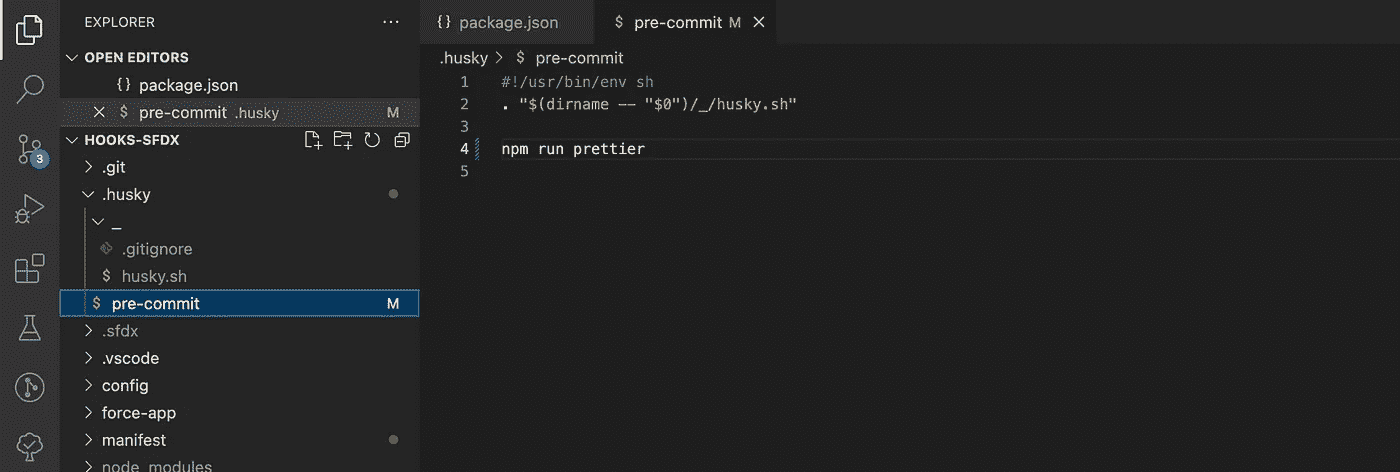 EXPLORER ...
OPEN EDITORS
{} package.json
× $ pre-commit .husky M
HOOKS-SFDX
3
.git
.husky
_
.gitignore
$ husky.sh
$ pre-commit M
.sfdx
.vscode
config
force-app
manifest
node_modules
{} package.json
$ pre-commit M ×
.husky > $ pre-commit
1 #!/usr/bin/env sh
2 . "$(dirname -- "$0")/_/husky.sh"
3
4 npm run prettier
5